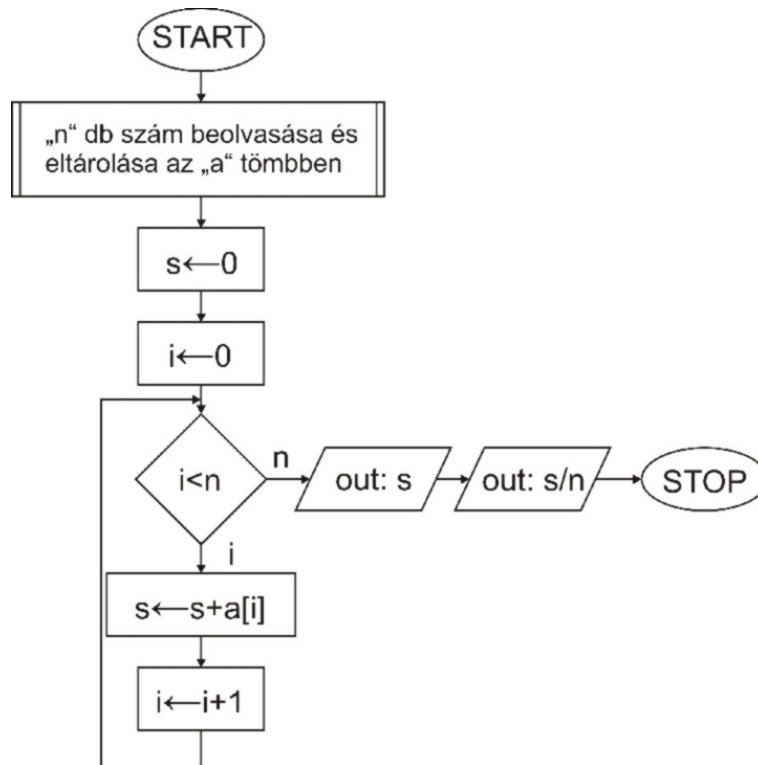 START
„n“ db szám beolvasása és
eltárolása az „a“ tömbben
s←0
i←0
i<n
n
out: s
out: s/n
STOP
i
s←s+a[i]
i←i+1